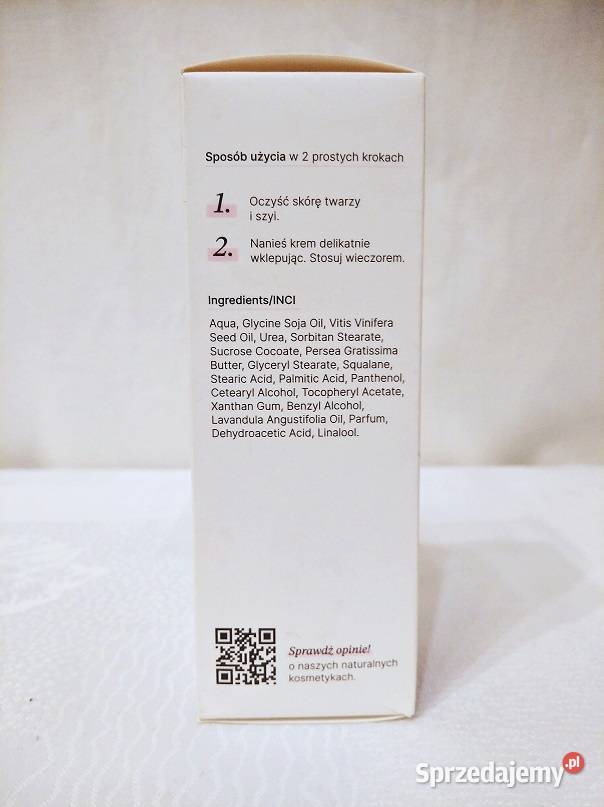 Sposób użycia w 2 prostych krokach
1. Oczyść skórę twarzy
i szyi.
2. Nanieś krem delikatnie
wklepując. Stosuj wieczorem.
Ingredients/INCI
Aqua, Glycine Soja Oil, Vitis Vinifera
Seed Oil, Urea, Sorbitan Stearate,
Sucrose Cocoate, Persea Gratissima
Butter, Glyceryl Stearate, Squalane,
Stearic Acid, Palmitic Acid, Panthenol,
Cetearyl Alcohol, Tocopheryl Acetate,
Xanthan Gum, Benzyl Alcohol,
Lavandula Angustifolia Oil, Parfum,
Dehydroacetic Acid, Linalool.
Sprawdź opinie!
o naszych naturalnych
kosmetykach.
Sprzedajemy.pl